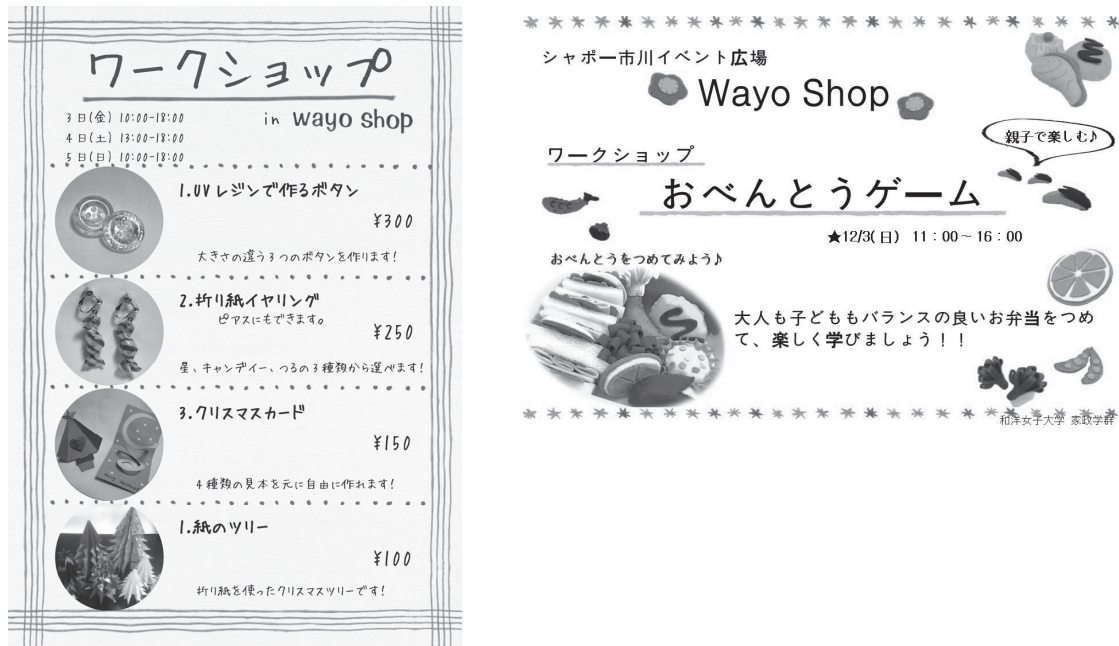 ワークショップ
in wayo shop
3日(金) 10:00-18:00
4日(土) 13:00-18:00
5日(日) 10:00-18:00
1.UVレジンで作るボタン
¥300
大きさの違う3つのボタンを作ります!
2.折り紙イヤリング
ピアスにもできます。
¥250
星、キャンディー、つるの3種類から選べます!
3.クリスマスカード
¥150
4種類の見本を元に自由に作れます!
1.紙のツリー
¥100
折り紙を使ったクリスマスツリーです!
シャポー市川イベント広場
Wayo Shop
親子で楽しむ♪
ワークショップ
おべんとうゲーム
★12/3(日) 11:00~16:00
おべんとうをつめてみよう♪
大人も子どももバランスの良いお弁当をつめ
て、楽しく学びましょう!!
和洋女子大学 家政学群